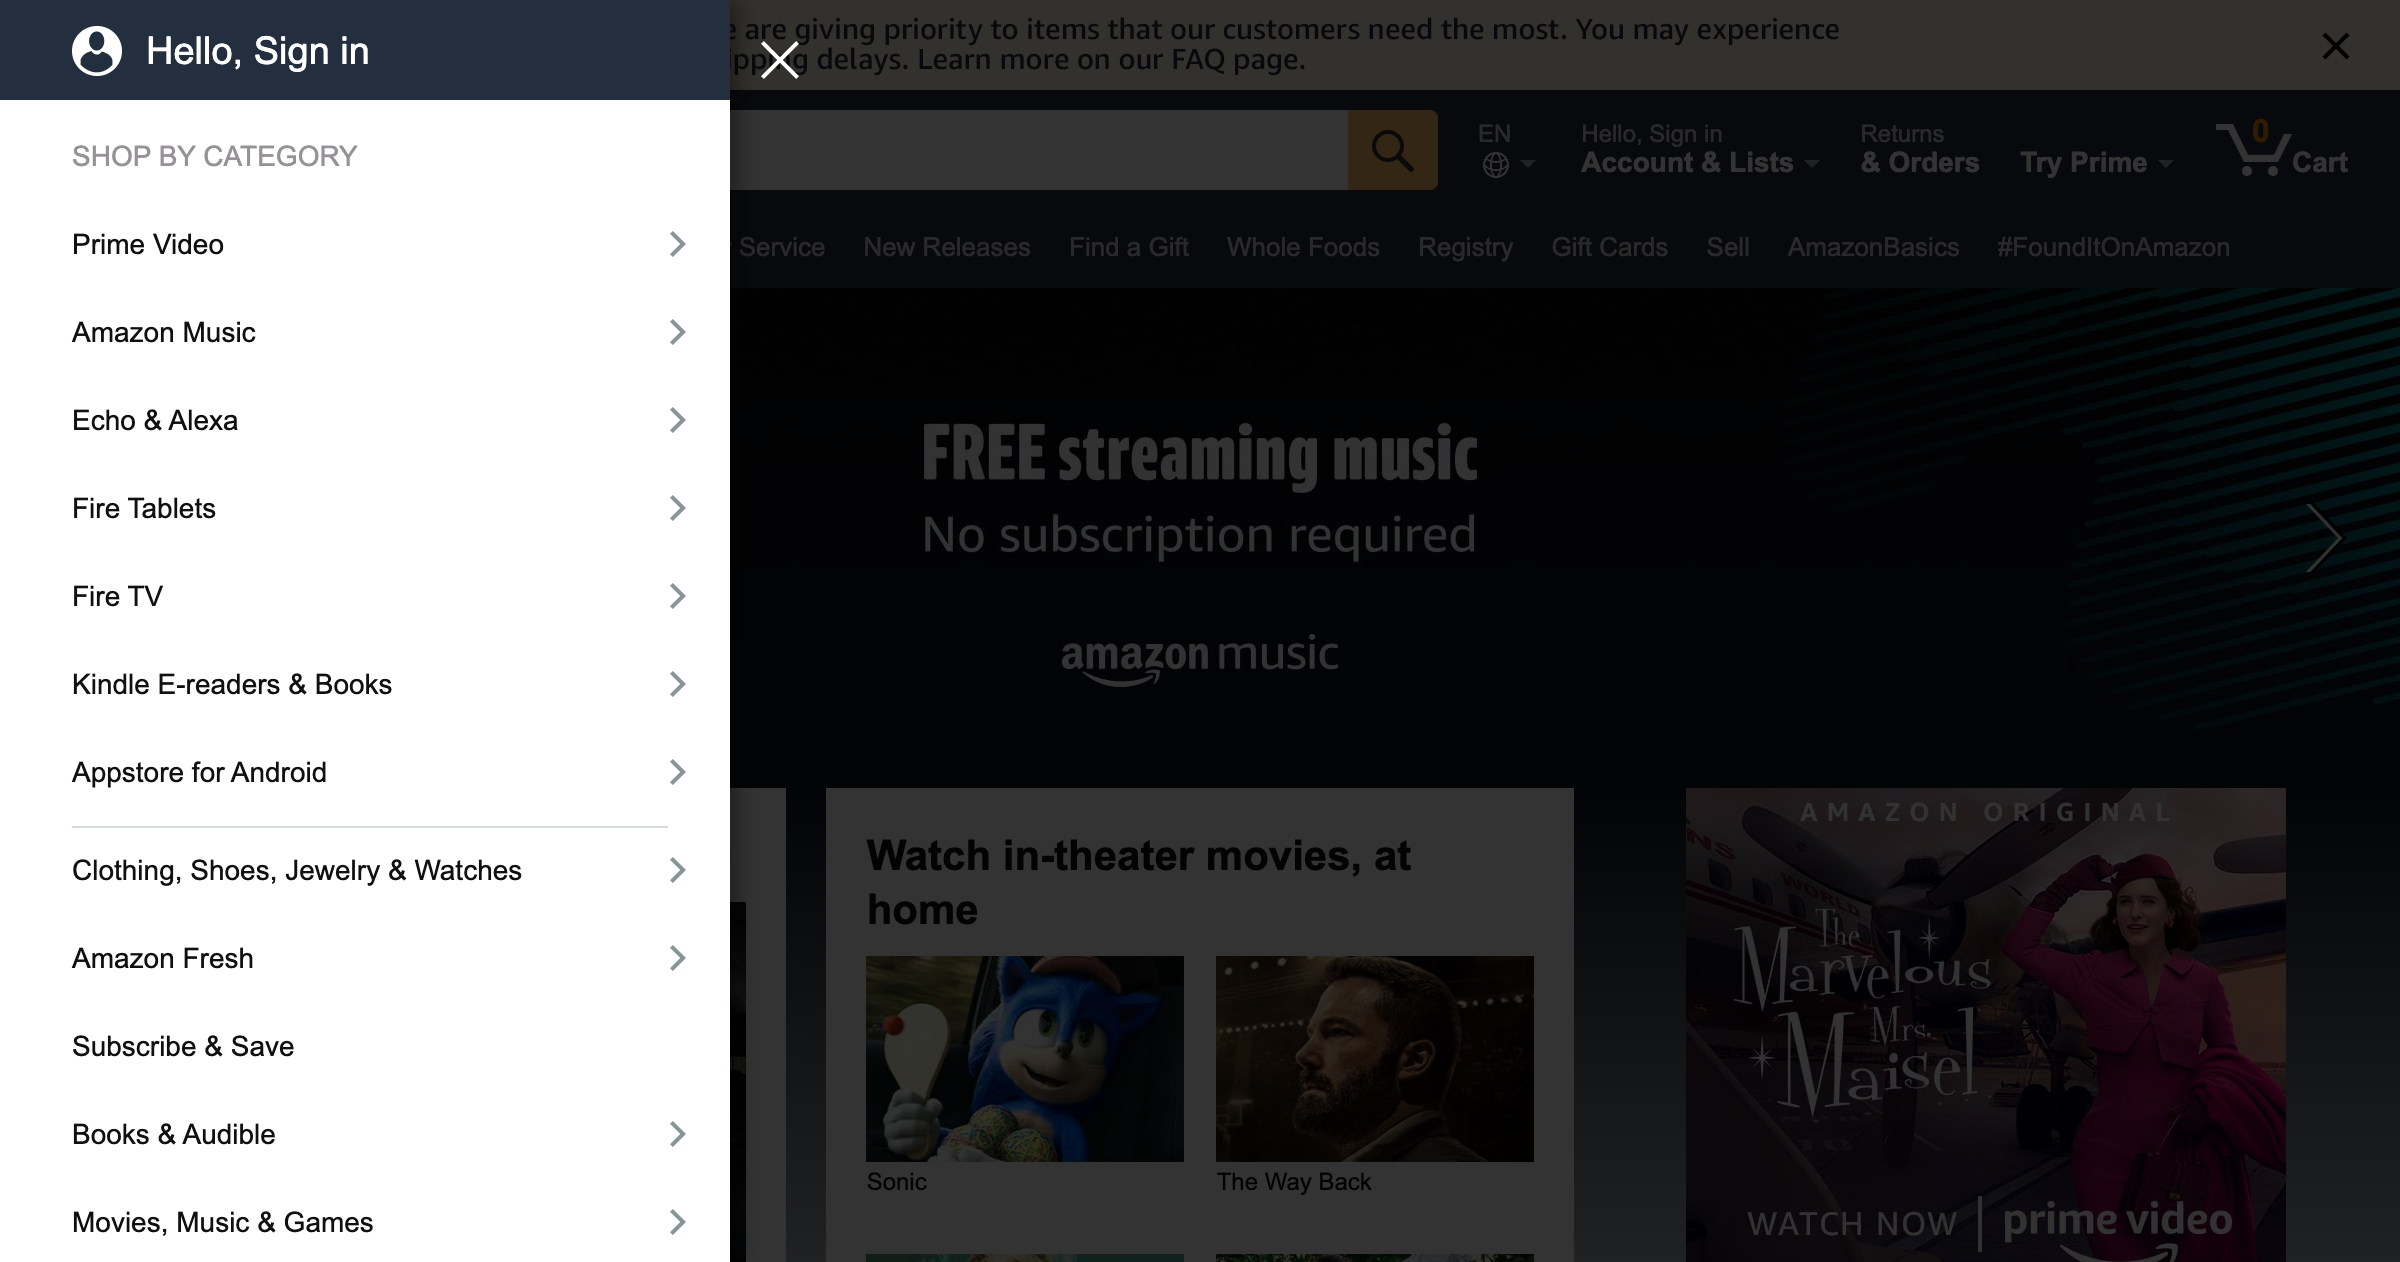 Hello, Sign in
SHOP BY CATEGORY
Prime Video
Amazon Music
Echo & Alexa
Fire Tablets
Fire TV
Kindle E-readers & Books
Appstore for Android
Clothing, Shoes, Jewelry & Watches
Amazon Fresh
Subscribe & Save
Books & Audible
Movies, Music & Games
are giving priority to items that our customers need the most. You may experience
delays. Learn more on our FAQ page.
EN
Hello, Sign in
Account & Lists
Returns
& Orders
Try Prime
0
Cart
Service New Releases Find a Gift Whole Foods Registry Gift Cards Sell AmazonBasics #FoundItOnAmazon
FREE streaming music
No subscription required
amazon music
Watch in-theater movies, at
home
Sonic
The Way Back
AMAZON ORIGINAL
WORLD
The
Marvelous
Mrs.
Maisel
WATCH NOW | prime video